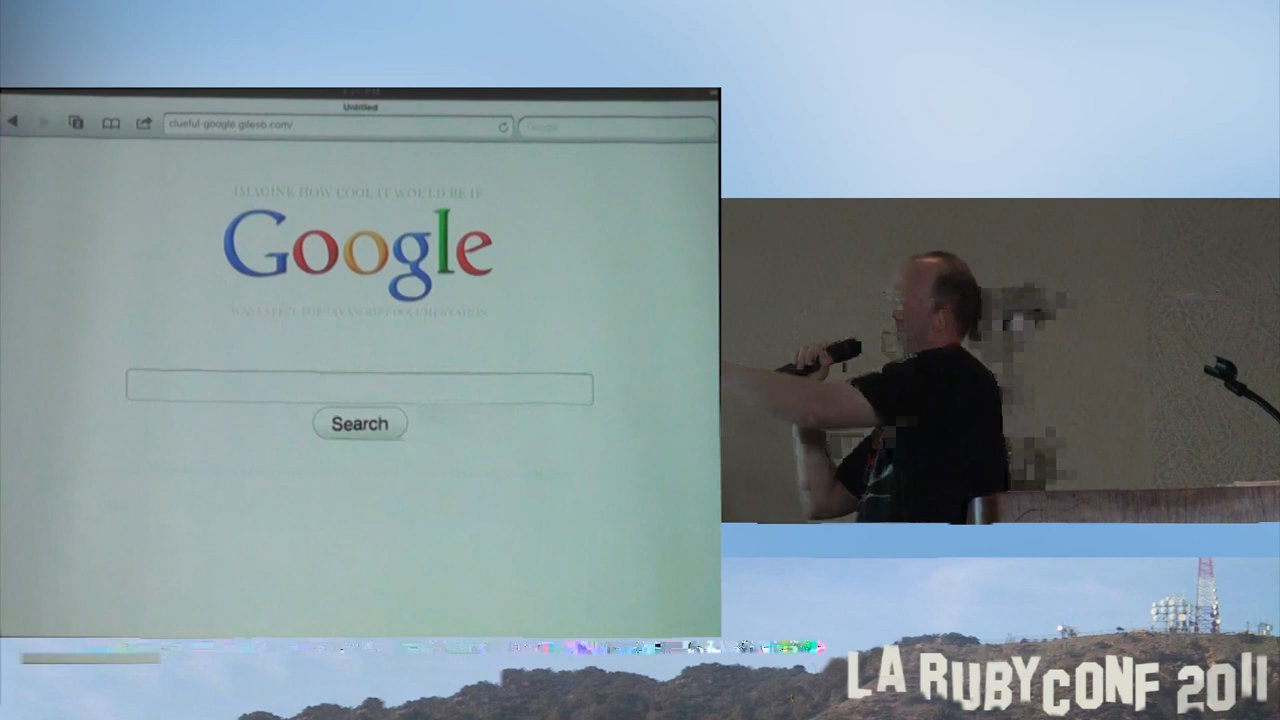 Untitled
clueful-google.gilesb.com/
Google
IMAGINE HOW COOL IT WOULD BE IF
Google
Search
LA RUBYCONF 2011